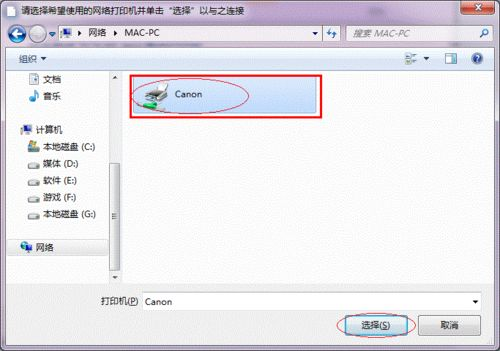 请选择希望使用的网络打印机并单击“选择”以与之连接
网络 ▸ MAC-PC
搜索 MAC-PC
组织
文档
音乐
计算机
本地磁盘 (C:)
媒体 (D:)
软件 (E:)
游戏 (F:)
本地磁盘 (G:)
网络
Canon
打印机(P)
Canon
选择(S)
取消